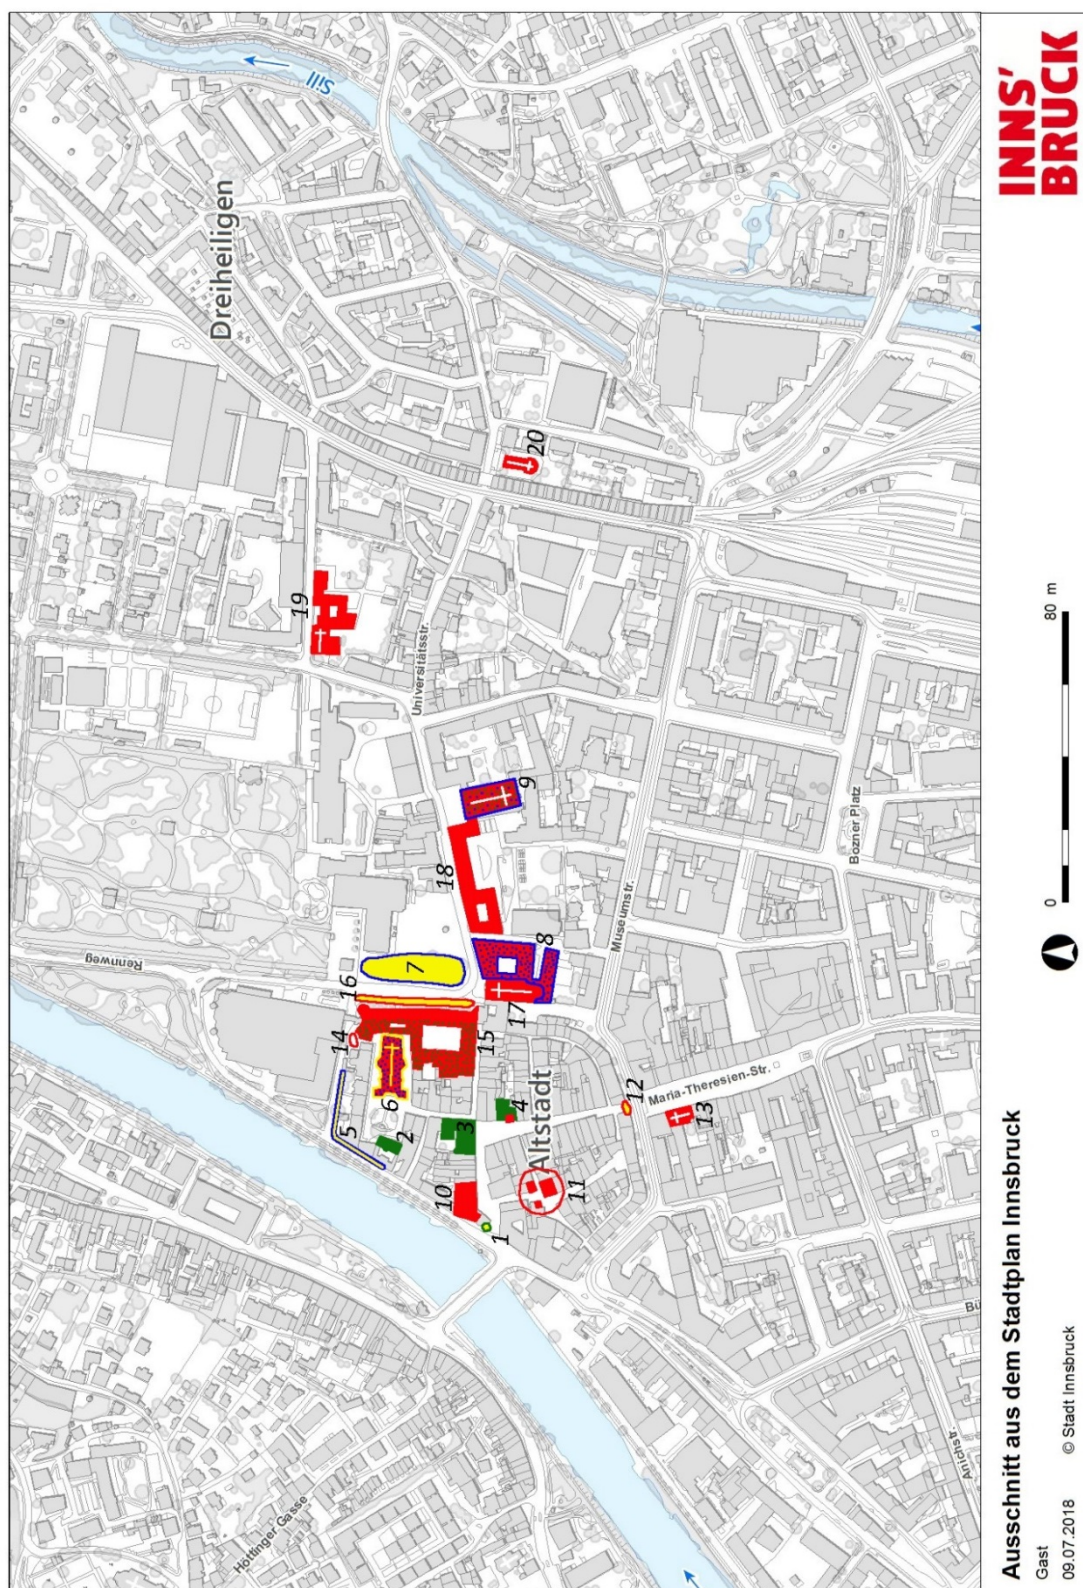 Sill
Dreiheiligen
Rennweg
Universitätsstr.
Museumstr.
Bozner Platz
Maria-Theresien-Str.
Altstadt
Höttinger Gasse
Anichstr.
Bü
1
2
3
4
5
6
7
8
9
10
11
12
13
14
15
16
17
18
19
20
Ausschnitt aus dem Stadtplan Innsbruck
Gast
09.07.2018 © Stadt Innsbruck
0 80 m
INNS'
BRUCK